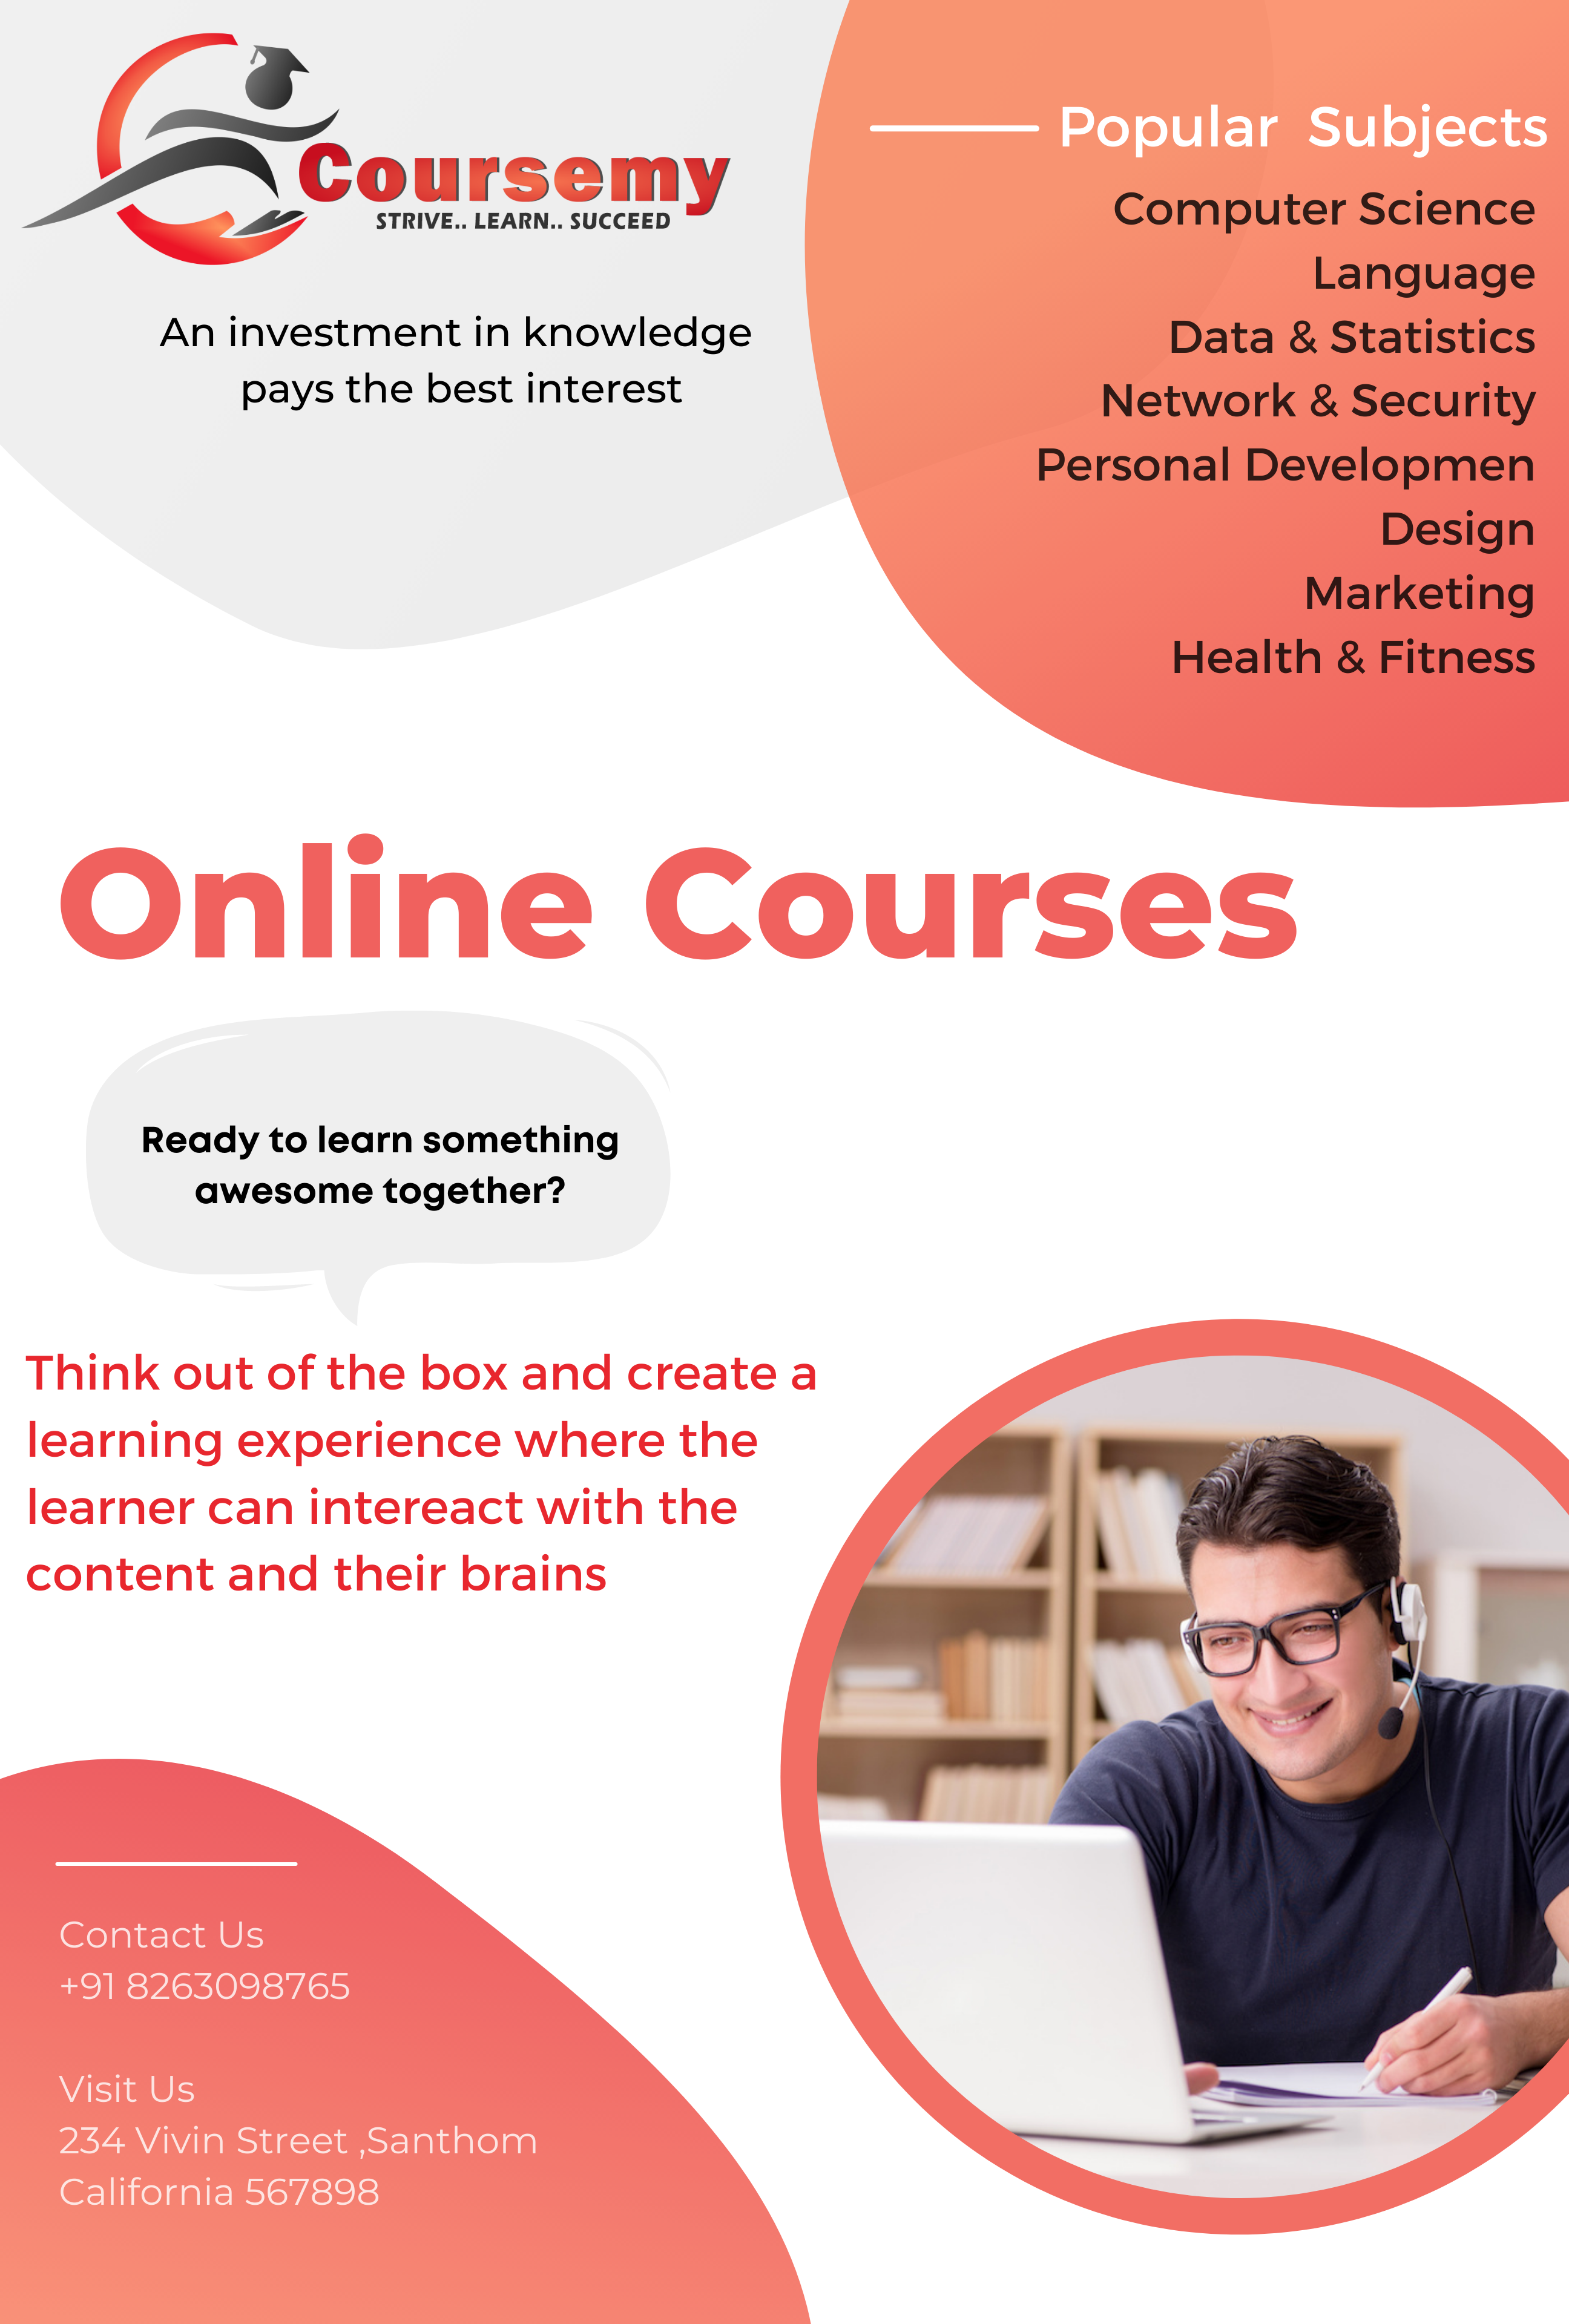 Coursemy
STRIVE.. LEARN.. SUCCEED
An investment in knowledge
pays the best interest
Popular Subjects
Computer Science
Language
Data & Statistics
Network & Security
Personal Developmen
Design
Marketing
Health & Fitness
Online Courses
Ready to learn something
awesome together?
Think out of the box and create a
learning experience where the
learner can intereact with the
content and their brains
Contact Us
+91 8263098765
Visit Us
234 Vivin Street ,Santhom
California 567898